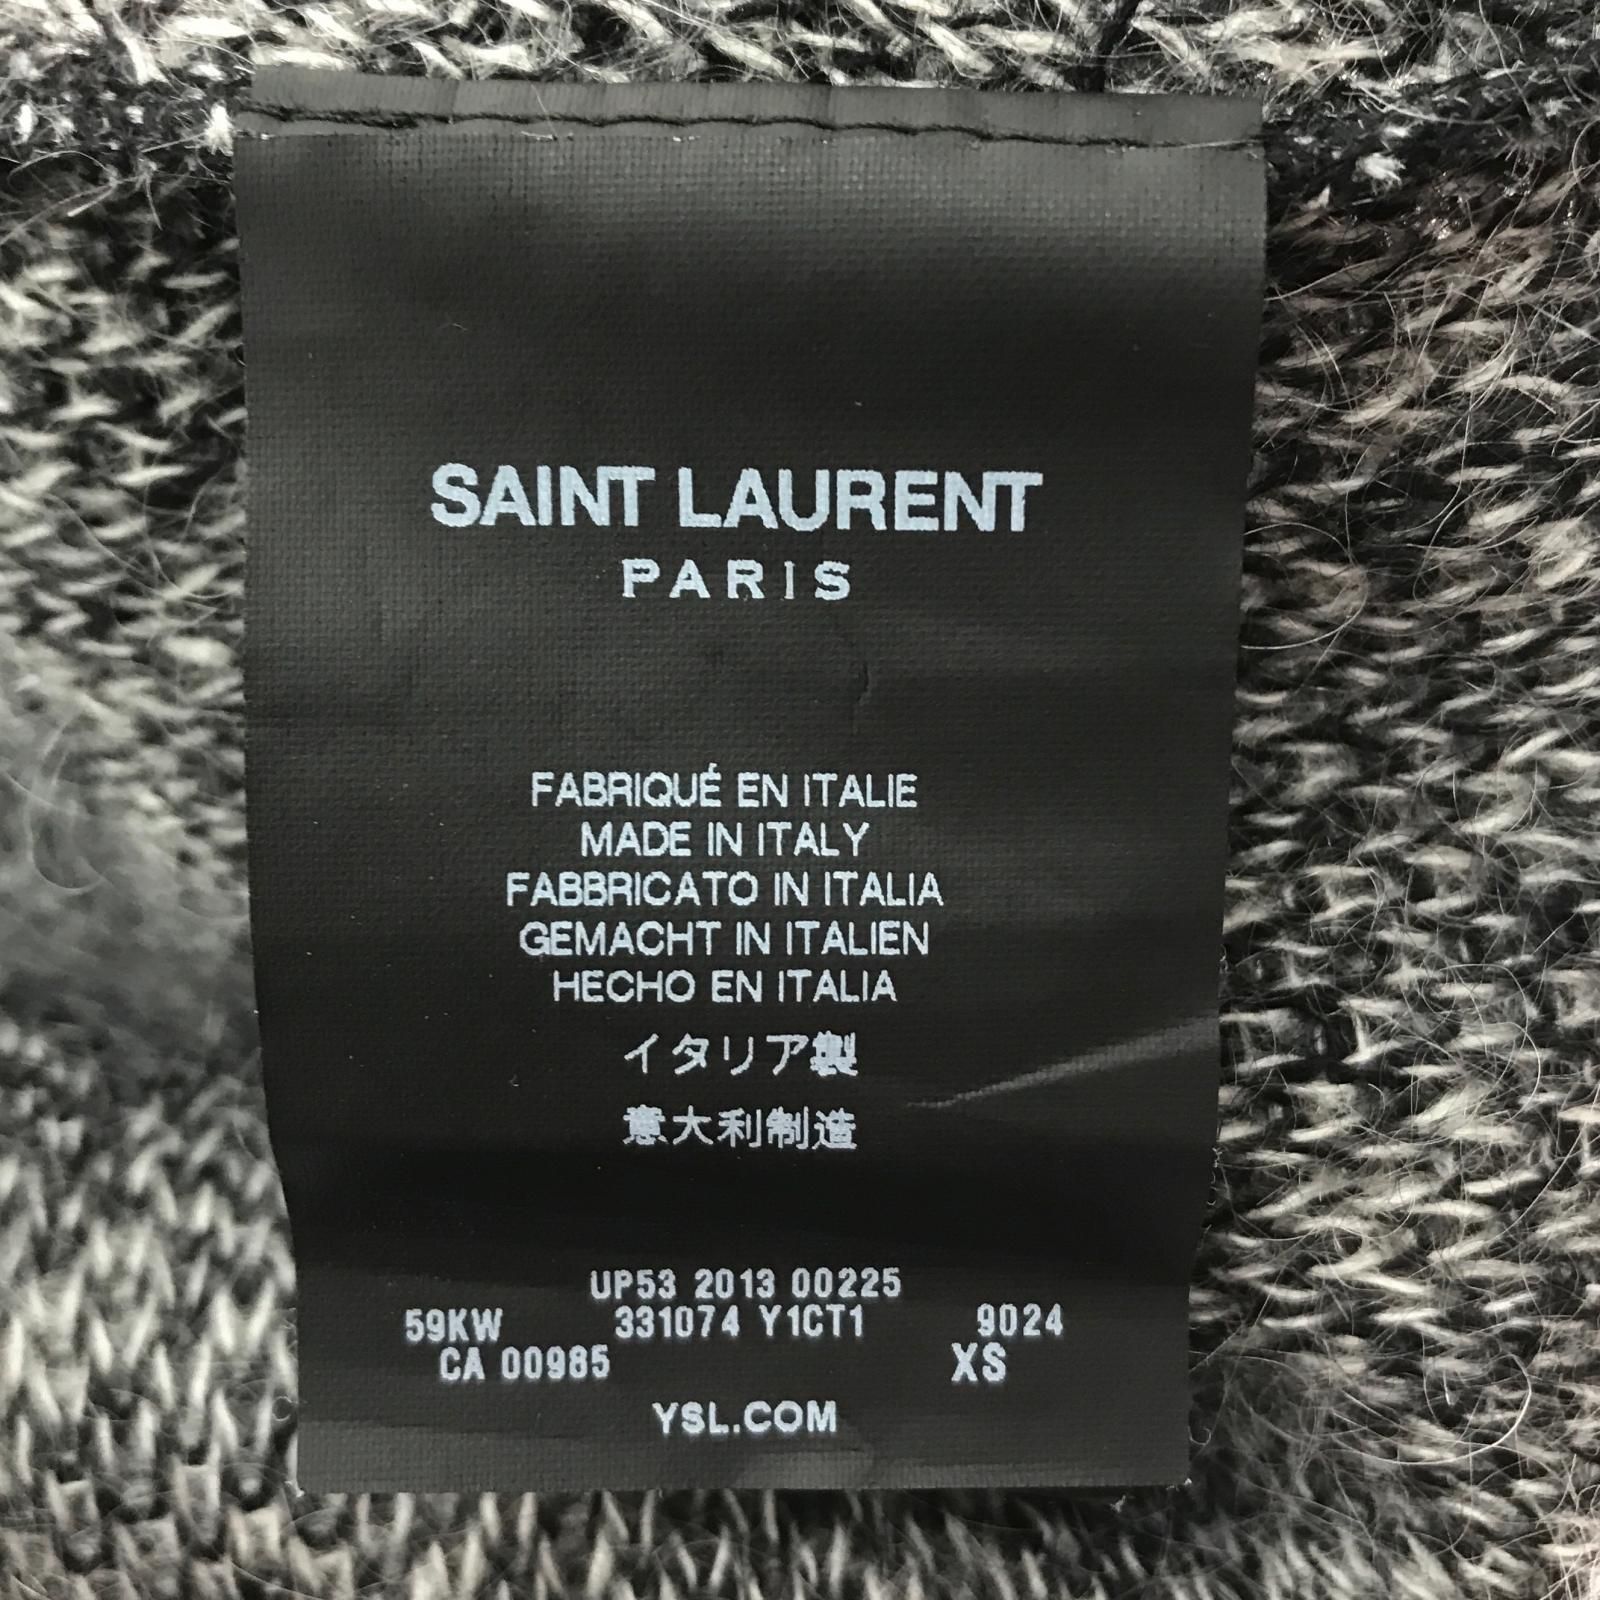 SAINT LAURENT
PARIS
FABRIQUÉ EN ITALIE
MADE IN ITALY
FABBRICATO IN ITALIA
GEMACHT IN ITALIEN
HECHO EN ITALIA
イタリア製
意大利制造
UP53 2013 00225
59KW 331074 Y1CT1 9024
CA 00985 XS
YSL.COM